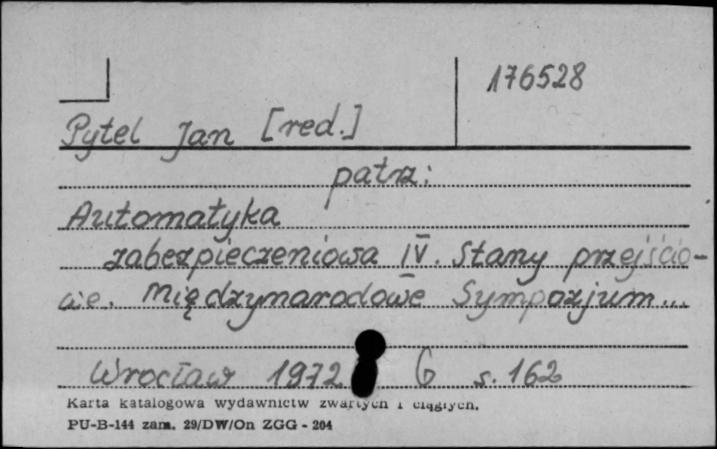 176528
Pytel Jan [red.]
patrz:
Automatyka
zabezpieczeniowa IV. Stany przejścio-
we. Międzynarodowe Sympozjum...
Wrocław 1972 6 s. 162
Karta katalogowa wydawnictw zwartych i ciągłych.
PU-B-144 zam. 29/DW/On ZGG - 204